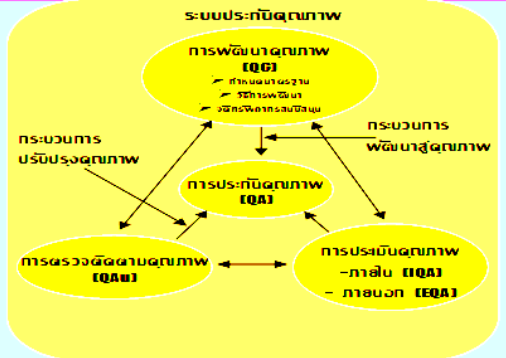 ระบบประกันคุณภาพ
การพัฒนาคุณภาพ
(QG)
กำหนดมาตรฐาน
วิธีการพัฒนา
กระบวนการ
พัฒนาสู่คุณภาพ
กระบวนการ
ปรับปรุงคุณภาพ
การประกันคุณภาพ
(QA)
การตรวจติดตามคุณภาพ
การประเมินคุณภาพ
-ภายใน (IQA)
- ภายนอก (EQA)